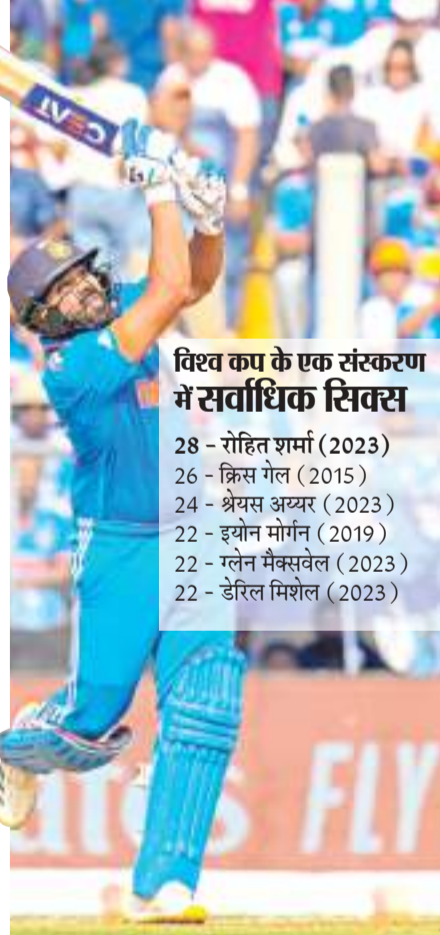 CEAT
विश्व कप के एक संस्करण
में सर्वाधिक सिक्स
28 - रोहित शर्मा (2023)
26 - क्रिस गेल (2015)
24 - श्रेयस अय्यर (2023)
22 - इयोन मोर्गन (2019)
22 - ग्लेन मैक्सवेल (2023)
22 - डेरिल मिशेल (2023)
FLY